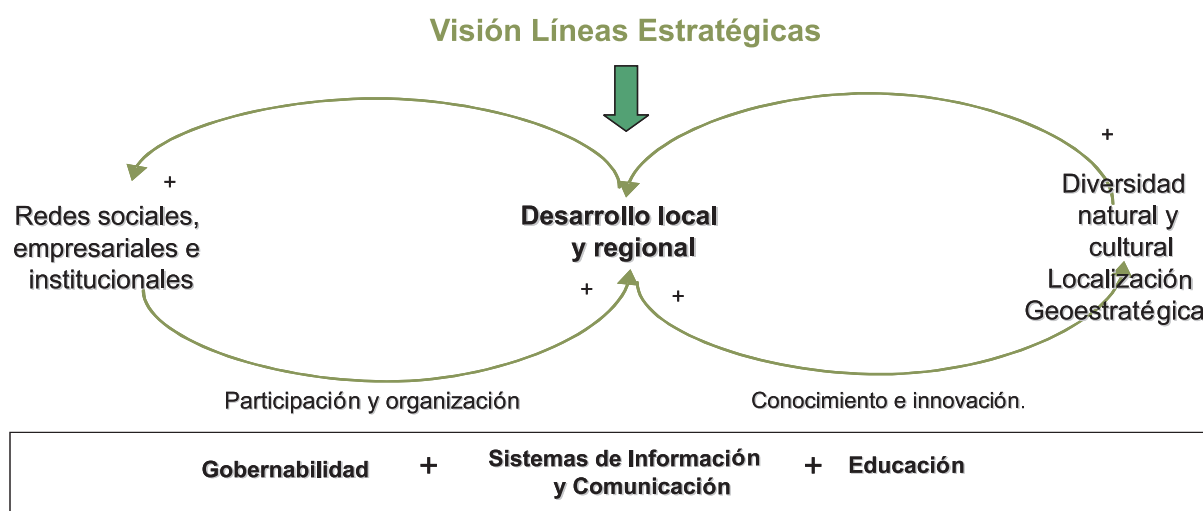 Visión Líneas Estratégicas
+
+
Redes sociales,
empresariales e
institucionales
Desarrollo local
y regional
Diversidad
natural y
cultural
Localización
Geoestratégica
+
+
Participación y organización
Conocimiento e innovación.
Gobernabilidad + Sistemas de Información + Educación
y Comunicación